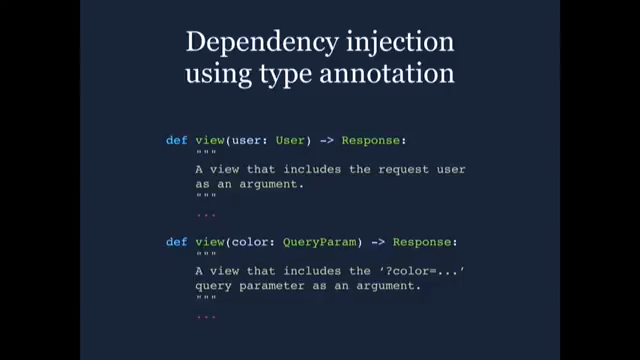 Dependency injection
using type annotation
def view(user: User) -> Response:
"""
A view that includes the request user
as an argument.
"""
...
def view(color: QueryParam) -> Response:
"""
A view that includes the ‘?color=...’
query parameter as an argument.
"""
...